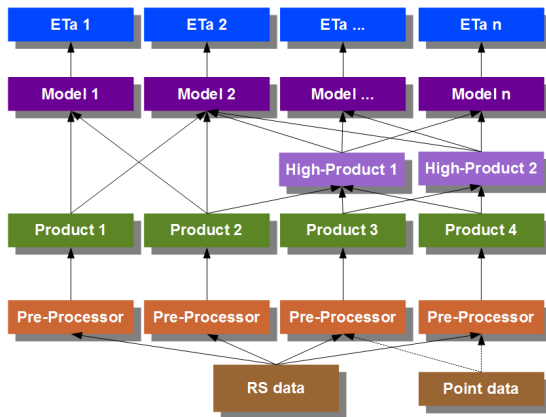 ETa 1 ETa 2 ETa ... ETa n
Model 1 Model 2 Model ... Model n
High-Product 1 High-Product 2
Product 1 Product 2 Product 3 Product 4
Pre-Processor Pre-Processor Pre-Processor Pre-Processor
RS data Point data